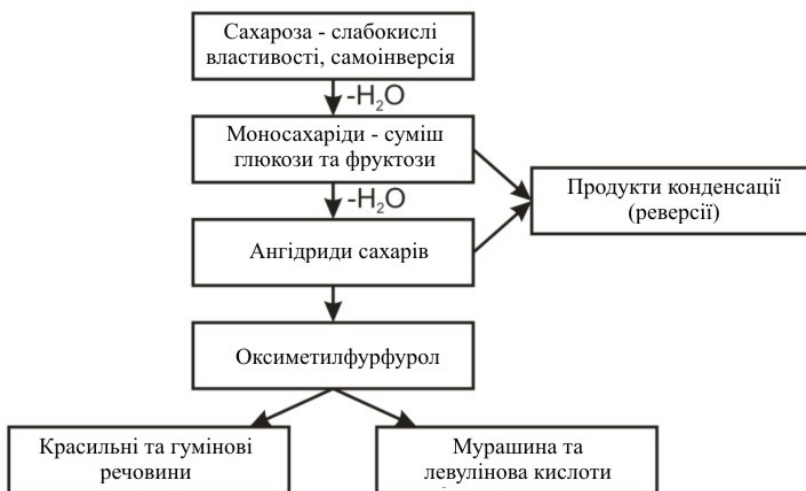 Сахароза - слабокислі
властивості, самоінверсія
-H₂O
Моносахаріди - суміш
глюкози та фруктози
Продукти конденсації
(реверсії)
-H₂O
Ангідриди сахарів
Оксиметилфурфурол
Красильні та гумінові
речовини
Мурашина та
левулінова кислоти